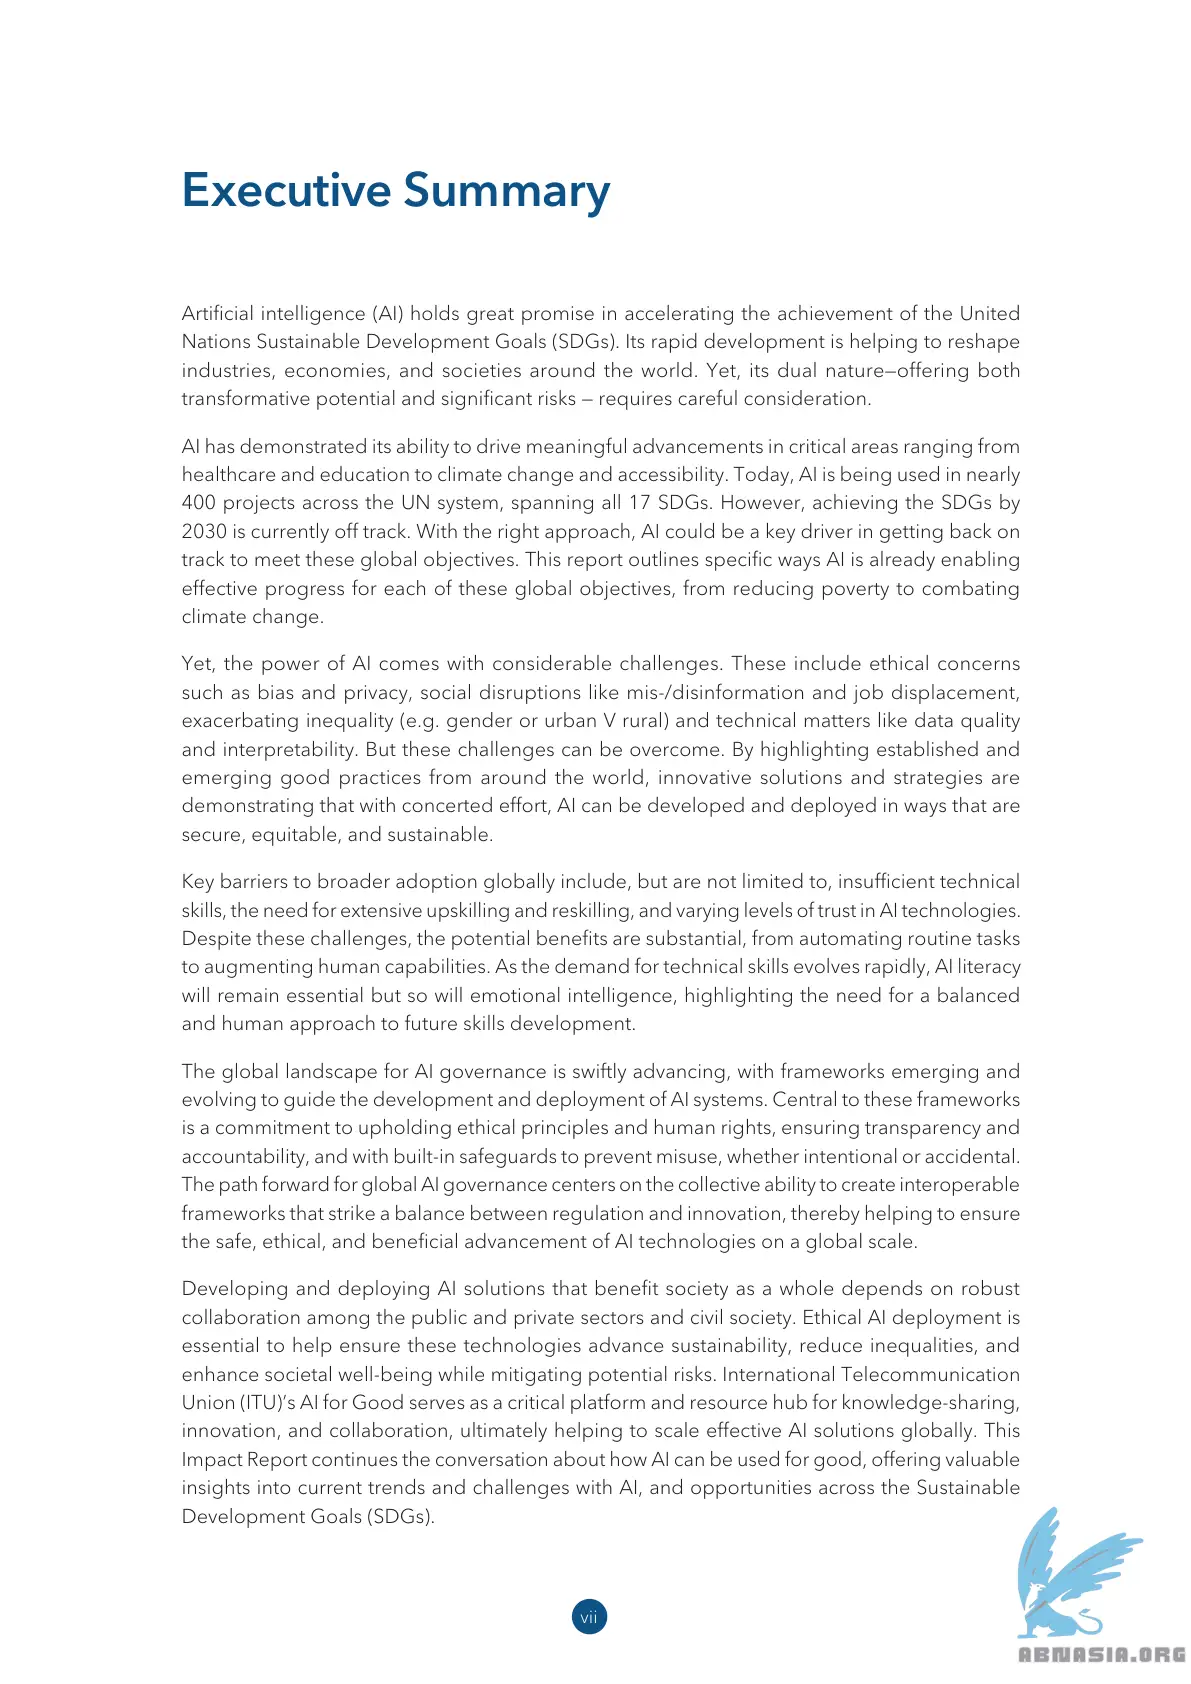 Executive Summary
Artificial intelligence (AI) holds great promise in accelerating the achievement of the United
Nations Sustainable Development Goals (SDGs). Its rapid development is helping to reshape
industries, economies, and societies around the world. Yet, its dual nature—offering both
transformative potential and significant risks — requires careful consideration.
AI has demonstrated its ability to drive meaningful advancements in critical areas ranging from
healthcare and education to climate change and accessibility. Today, AI is being used in nearly
400 projects across the UN system, spanning all 17 SDGs. However, achieving the SDGs by
2030 is currently off track. With the right approach, AI could be a key driver in getting back on
track to meet these global objectives. This report outlines specific ways AI is already enabling
effective progress for each of these global objectives, from reducing poverty to combating
climate change.
Yet, the power of AI comes with considerable challenges. These include ethical concerns
such as bias and privacy, social disruptions like mis-/disinformation and job displacement,
exacerbating inequality (e.g. gender or urban V rural) and technical matters like data quality
and interpretability. But these challenges can be overcome. By highlighting established and
emerging good practices from around the world, innovative solutions and strategies are
demonstrating that with concerted effort, AI can be developed and deployed in ways that are
secure, equitable, and sustainable.
Key barriers to broader adoption globally include, but are not limited to, insufficient technical
skills, the need for extensive upskilling and reskilling, and varying levels of trust in AI technologies.
Despite these challenges, the potential benefits are substantial, from automating routine tasks
to augmenting human capabilities. As the demand for technical skills evolves rapidly, AI literacy
will remain essential but so will emotional intelligence, highlighting the need for a balanced
and human approach to future skills development.
The global landscape for AI governance is swiftly advancing, with frameworks emerging and
evolving to guide the development and deployment of AI systems. Central to these frameworks
is a commitment to upholding ethical principles and human rights, ensuring transparency and
accountability, and with built-in safeguards to prevent misuse, whether intentional or accidental.
The path forward for global AI governance centers on the collective ability to create interoperable
frameworks that strike a balance between regulation and innovation, thereby helping to ensure
the safe, ethical, and beneficial advancement of AI technologies on a global scale.
Developing and deploying AI solutions that benefit society as a whole depends on robust
collaboration among the public and private sectors and civil society. Ethical AI deployment is
essential to help ensure these technologies advance sustainability, reduce inequalities, and
enhance societal well-being while mitigating potential risks. International Telecommunication
Union (ITU)’s AI for Good serves as a critical platform and resource hub for knowledge-sharing,
innovation, and collaboration, ultimately helping to scale effective AI solutions globally. This
Impact Report continues the conversation about how AI can be used for good, offering valuable
insights into current trends and challenges with AI, and opportunities across the Sustainable
Development Goals (SDGs).
vii
ABNASIA.ORG